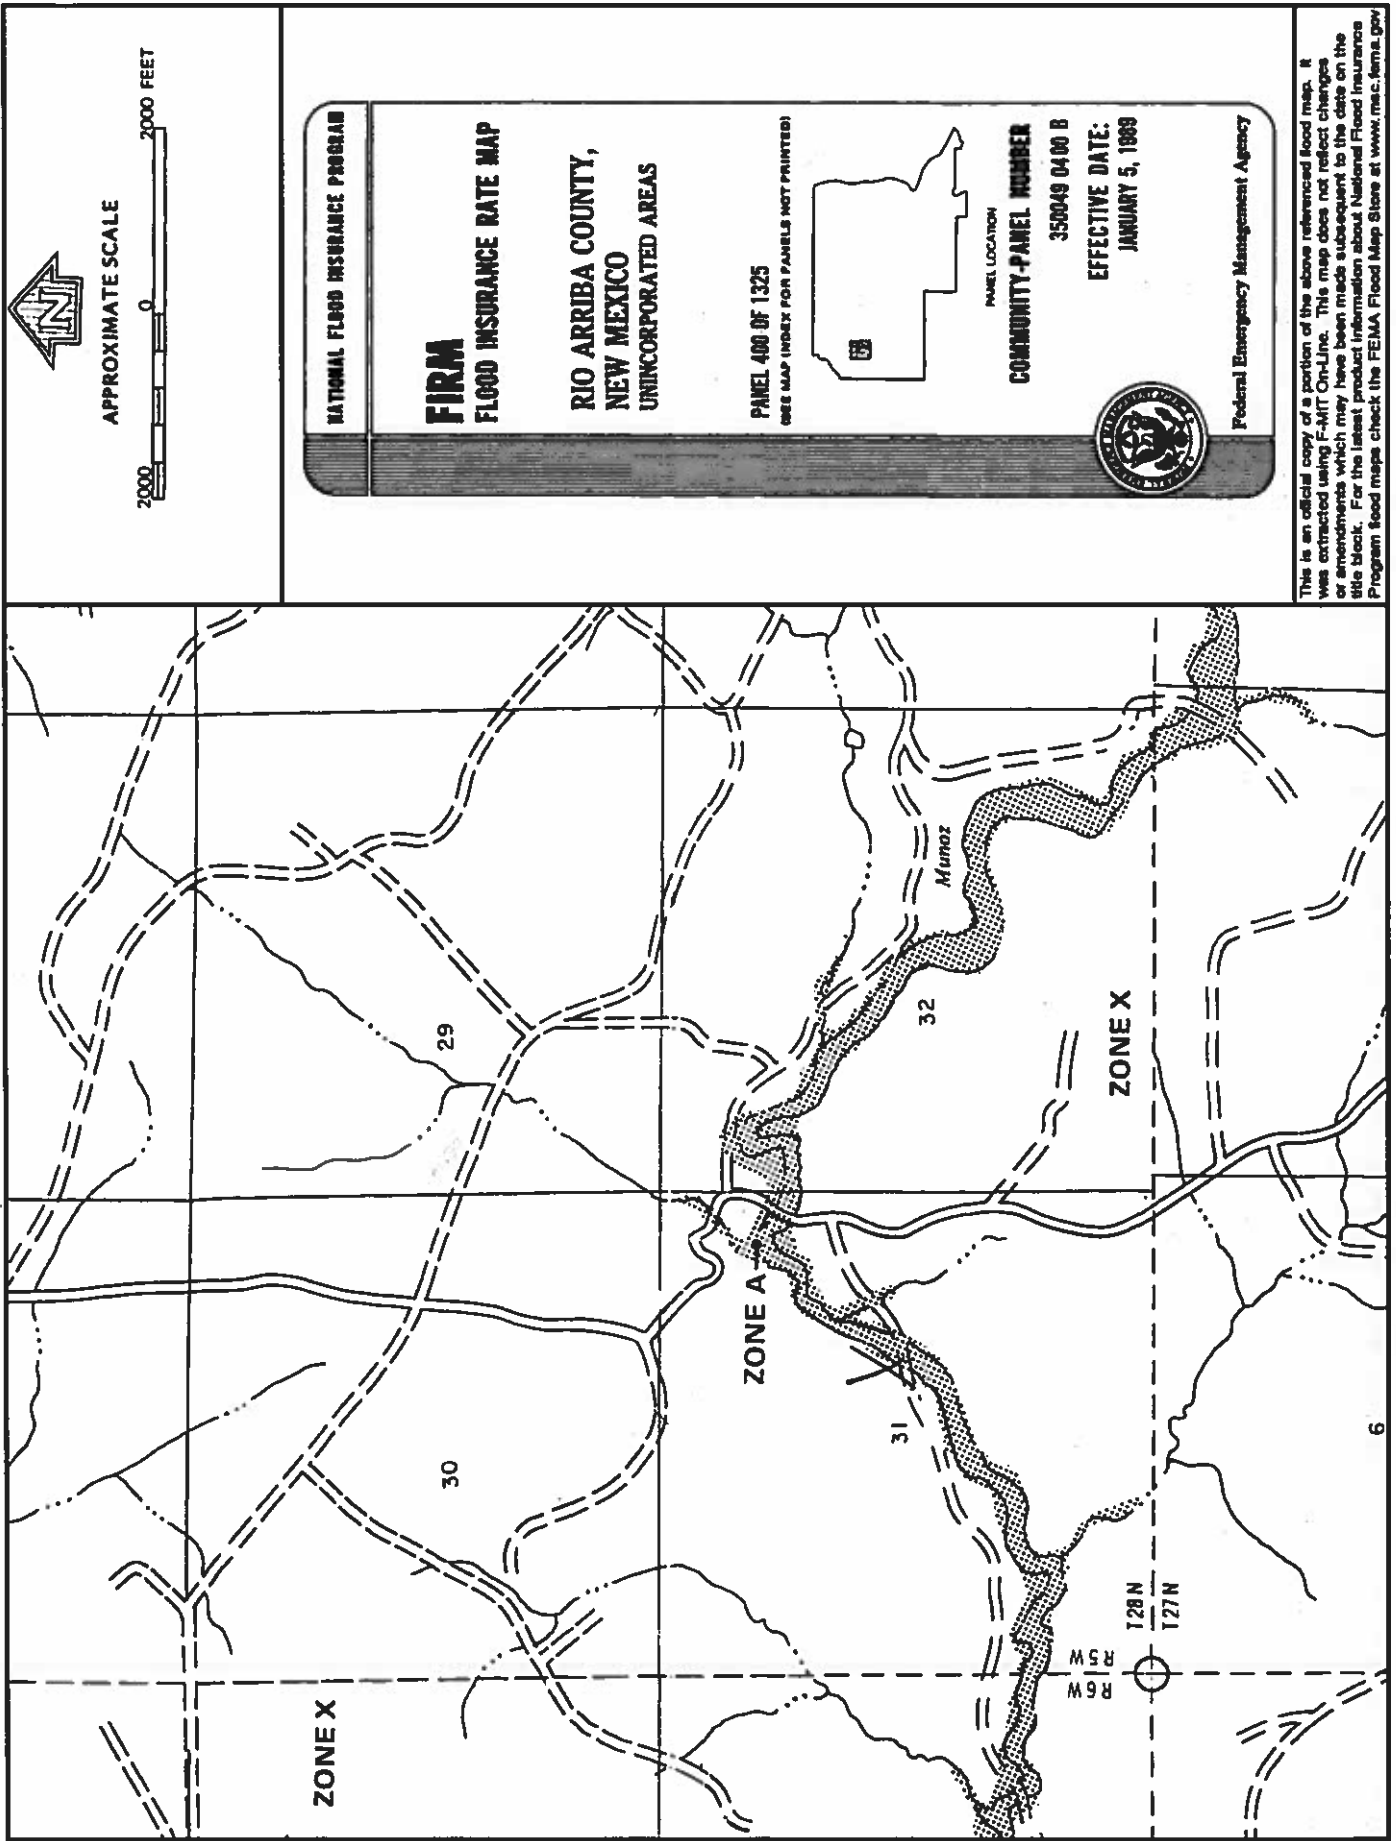 APPROXIMATE SCALE
2000 0 2000 FEET
N
NATIONAL FLOOD INSURANCE PROGRAM
FIRM
FLOOD INSURANCE RATE MAP
RIO ARRIBA COUNTY,
NEW MEXICO
UNINCORPORATED AREAS
PANEL 400 OF 1325
(SEE MAP INDEX FOR PANELS NOT PRINTED)
PANEL LOCATION
COMMUNITY-PANEL NUMBER
350049 0400 B
EFFECTIVE DATE:
JANUARY 5, 1989
Federal Emergency Management Agency
This is an official copy of a portion of the above referenced flood map. It
was extracted using F-MIT On-Line. This map does not reflect changes
or amendments which may have been made subsequent to the date on the
title block. For the latest product information about National Flood Insurance
Program flood maps check the FEMA Flood Map Store at www.msc.fema.gov
ZONE X
30
29
ZONE A
31
32
Munoz
ZONE X
R6W R5W
T28N
T27N
6